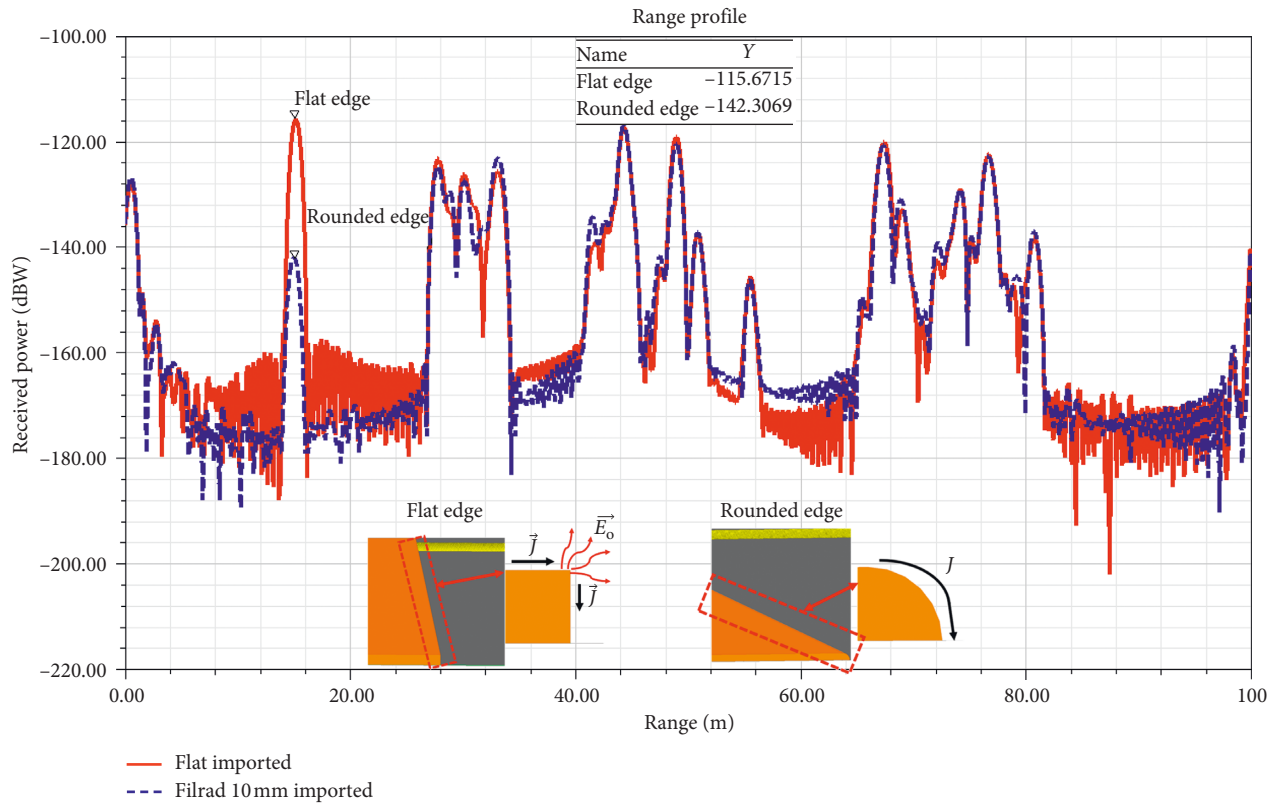 Range profile
Name Y
Flat edge −115.6715
Rounded edge −142.3069
Flat edge
Rounded edge
Received power (dBW)
−100.00
−120.00
−140.00
−160.00
−180.00
−200.00
−220.00
Flat edge
J
E₀
J
Rounded edge
J
0.00 20.00 40.00 60.00 80.00 100
Range (m)
Flat imported
Filrad 10 mm imported